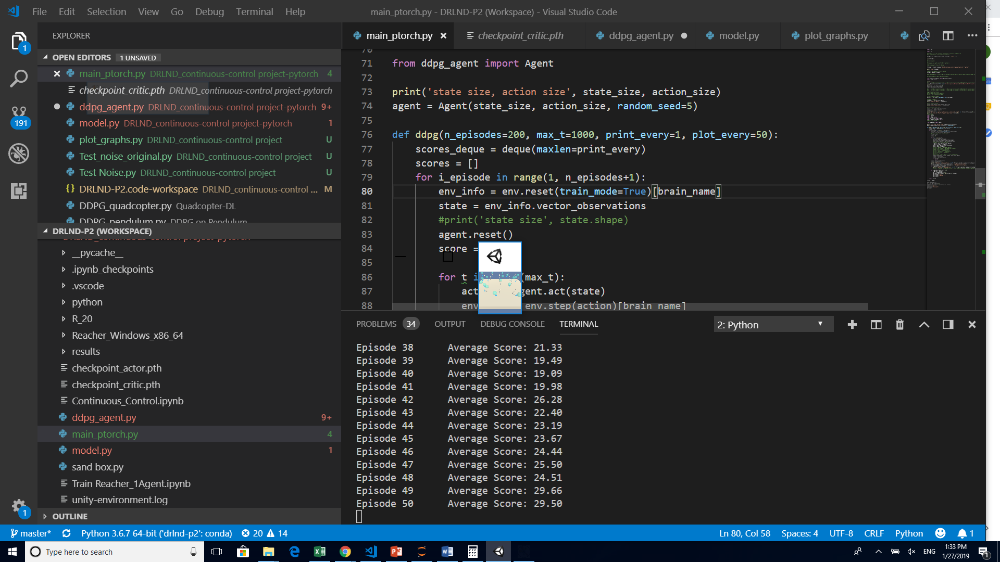 File Edit Selection View Go Debug Terminal Help
main_ptorch.py - DRLND-P2 (Workspace) - Visual Studio Code
EXPLORER
OPEN EDITORS 1 UNSAVED
main_ptorch.py DRLND_continuous-control project-pytorch 4
checkpoint_critic.pth DRLND_continuous-control project-pytorch
ddpg_agent.py DRLND_continuous-control project-pytorch 9+
model.py DRLND_continuous-control project-pytorch 1
plot_graphs.py DRLND_continuous-control project U
Test_noise_original.py DRLND_continuous-control project U
Test Noise.py DRLND_continuous-control project U
{} DRLND-P2.code-workspace DRLND_continuous-control ... M
DDPG_quadcopter.py Quadcopter-DL
DDPG_pendulum.py DDPG on Pendulum
DRLND-P2 (WORKSPACE)
DRLND_continuous-control project-pytorch
__pycache__
.ipynb_checkpoints
.vscode
python
R_20
Reacher_Windows_x86_64
results
checkpoint_actor.pth
checkpoint_critic.pth
Continuous_Control.ipynb
ddpg_agent.py 9+
main_ptorch.py 4
model.py 1
sand box.py
Train Reacher_1Agent.ipynb
unity-environment.log
OUTLINE
1
191
1
main_ptorch.py checkpoint_critic.pth ddpg_agent.py model.py plot_graphs.py
70
71 from ddpg_agent import Agent
72
73 print('state size, action size', state_size, action_size)
74 agent = Agent(state_size, action_size, random_seed=5)
75
76 def ddpg(n_episodes=200, max_t=1000, print_every=1, plot_every=50):
77 scores_deque = deque(maxlen=print_every)
78 scores = []
79 for i_episode in range(1, n_episodes+1):
80 env_info = env.reset(train_mode=True)[brain_name]
81 state = env_info.vector_observations
82 #print('state size', state.shape)
83 agent.reset()
84 score =
85
86 for t i (max_t):
87 act gent.act(state)
88 env env.step(action)[brain_name]
PROBLEMS 34 OUTPUT DEBUG CONSOLE TERMINAL 2: Python
Episode 38 Average Score: 21.33
Episode 39 Average Score: 19.49
Episode 40 Average Score: 19.09
Episode 41 Average Score: 19.98
Episode 42 Average Score: 26.28
Episode 43 Average Score: 22.40
Episode 44 Average Score: 23.19
Episode 45 Average Score: 23.67
Episode 46 Average Score: 24.44
Episode 47 Average Score: 25.50
Episode 48 Average Score: 24.51
Episode 49 Average Score: 29.66
Episode 50 Average Score: 29.50
master* Python 3.6.7 64-bit ('drlnd-p2': conda) 20 14 Ln 80, Col 58 Spaces: 4 UTF-8 CRLF Python 1
Type here to search ENG 1:33 PM
1/27/2019 1